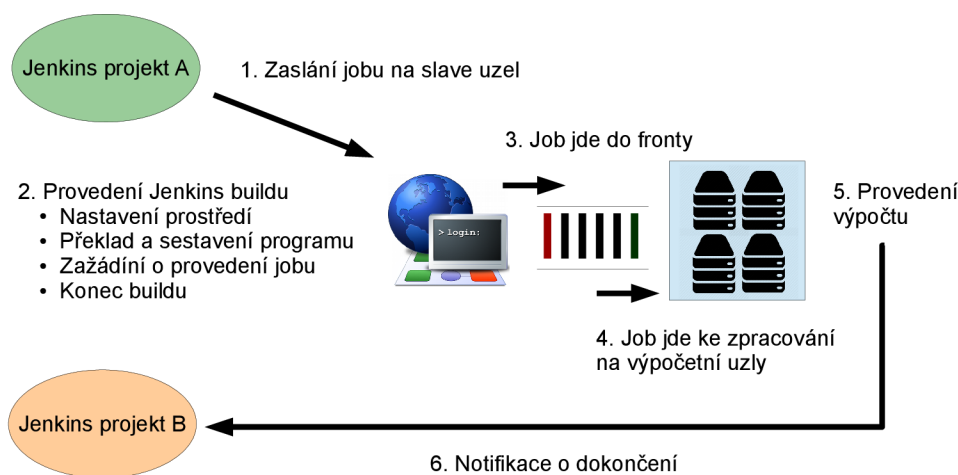 Jenkins projekt A
1. Zaslání jobu na slave uzel
3. Job jde do fronty
2. Provedení Jenkins buildu
• Nastavení prostředí
• Překlad a sestavení programu
• Zažádíní o provedení jobu
• Konec buildu
> login:
5. Provedení
výpočtu
4. Job jde ke zpracování
na výpočetní uzly
Jenkins projekt B
6. Notifikace o dokončení